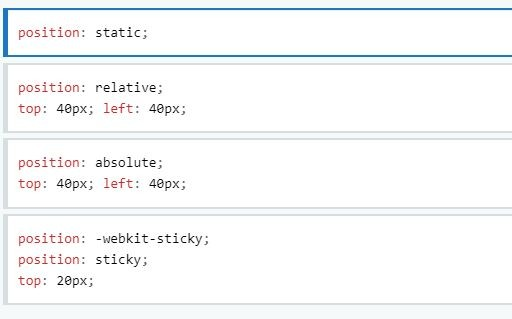 position: static;
position: relative;
top: 40px; left: 40px;
position: absolute;
top: 40px; left: 40px;
position: -webkit-sticky;
position: sticky;
top: 20px;